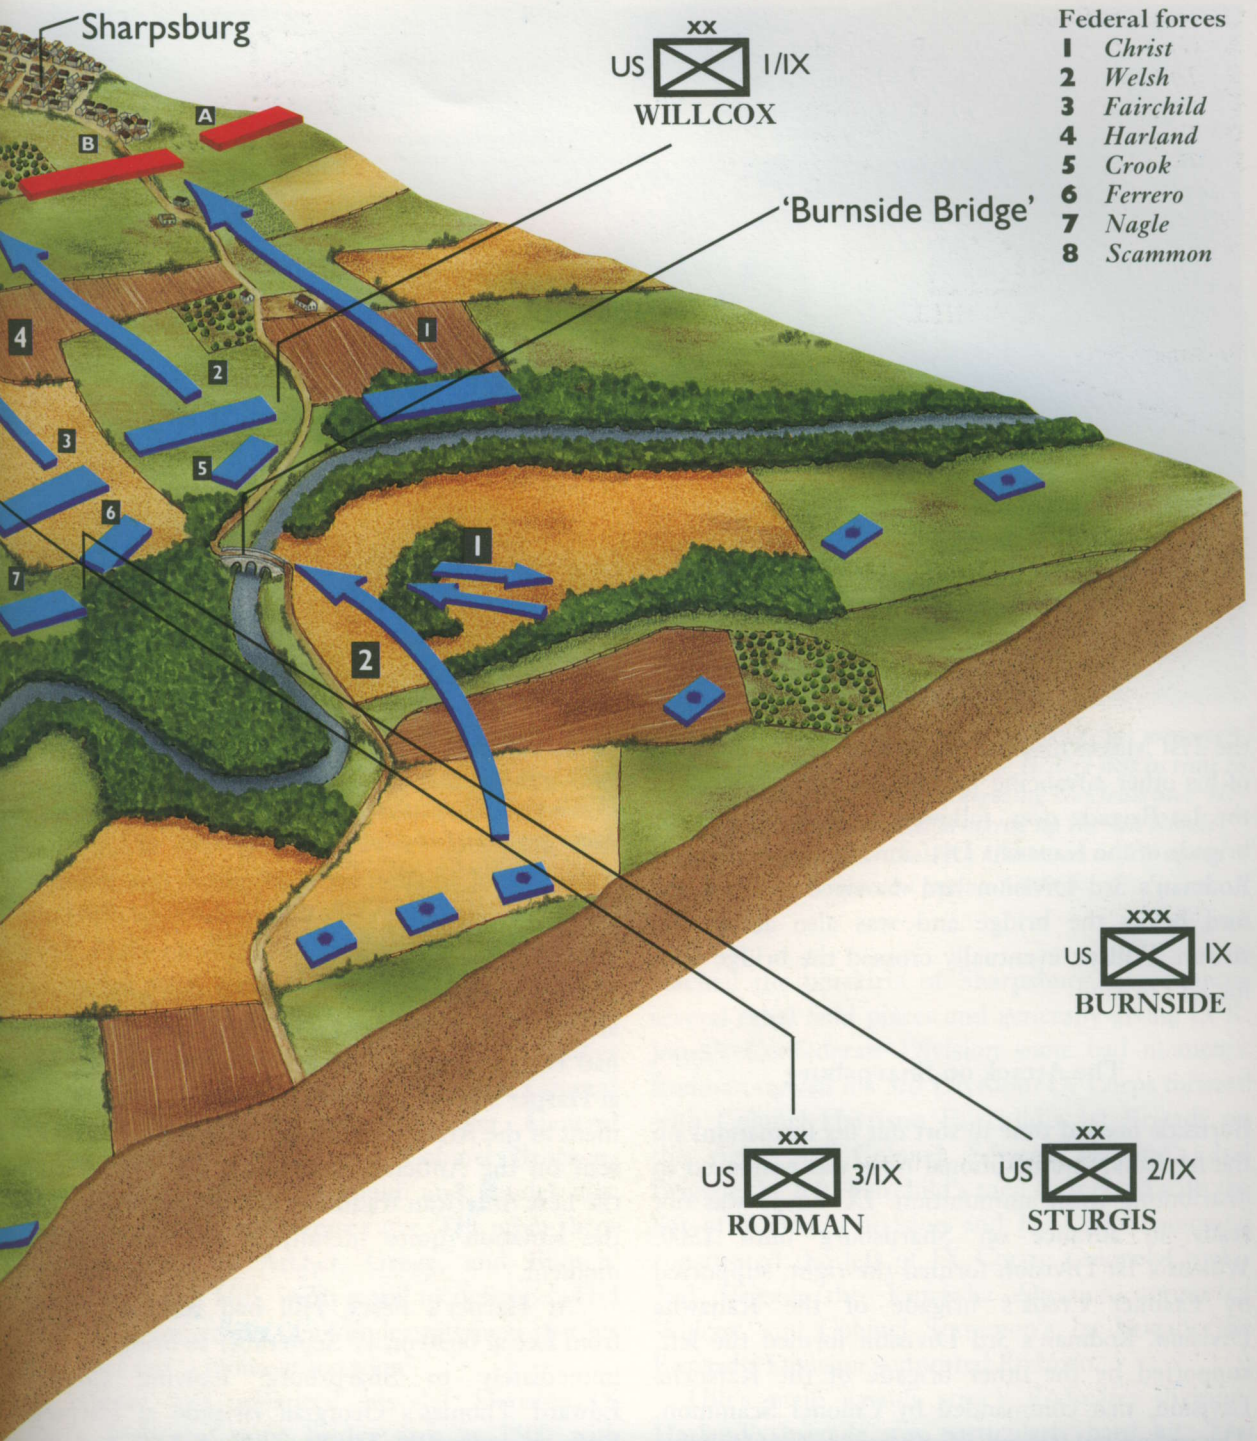 Sharpsburg
xx
US I/IX
WILLCOX
'Burnside Bridge'
Federal forces
1 Christ
2 Welsh
3 Fairchild
4 Harland
5 Crook
6 Ferrero
7 Nagle
8 Scammon
A
B
1
4
2
3
5
6
7
1
2
xxx
US IX
BURNSIDE
xx
US 3/IX
RODMAN
xx
US 2/IX
STURGIS